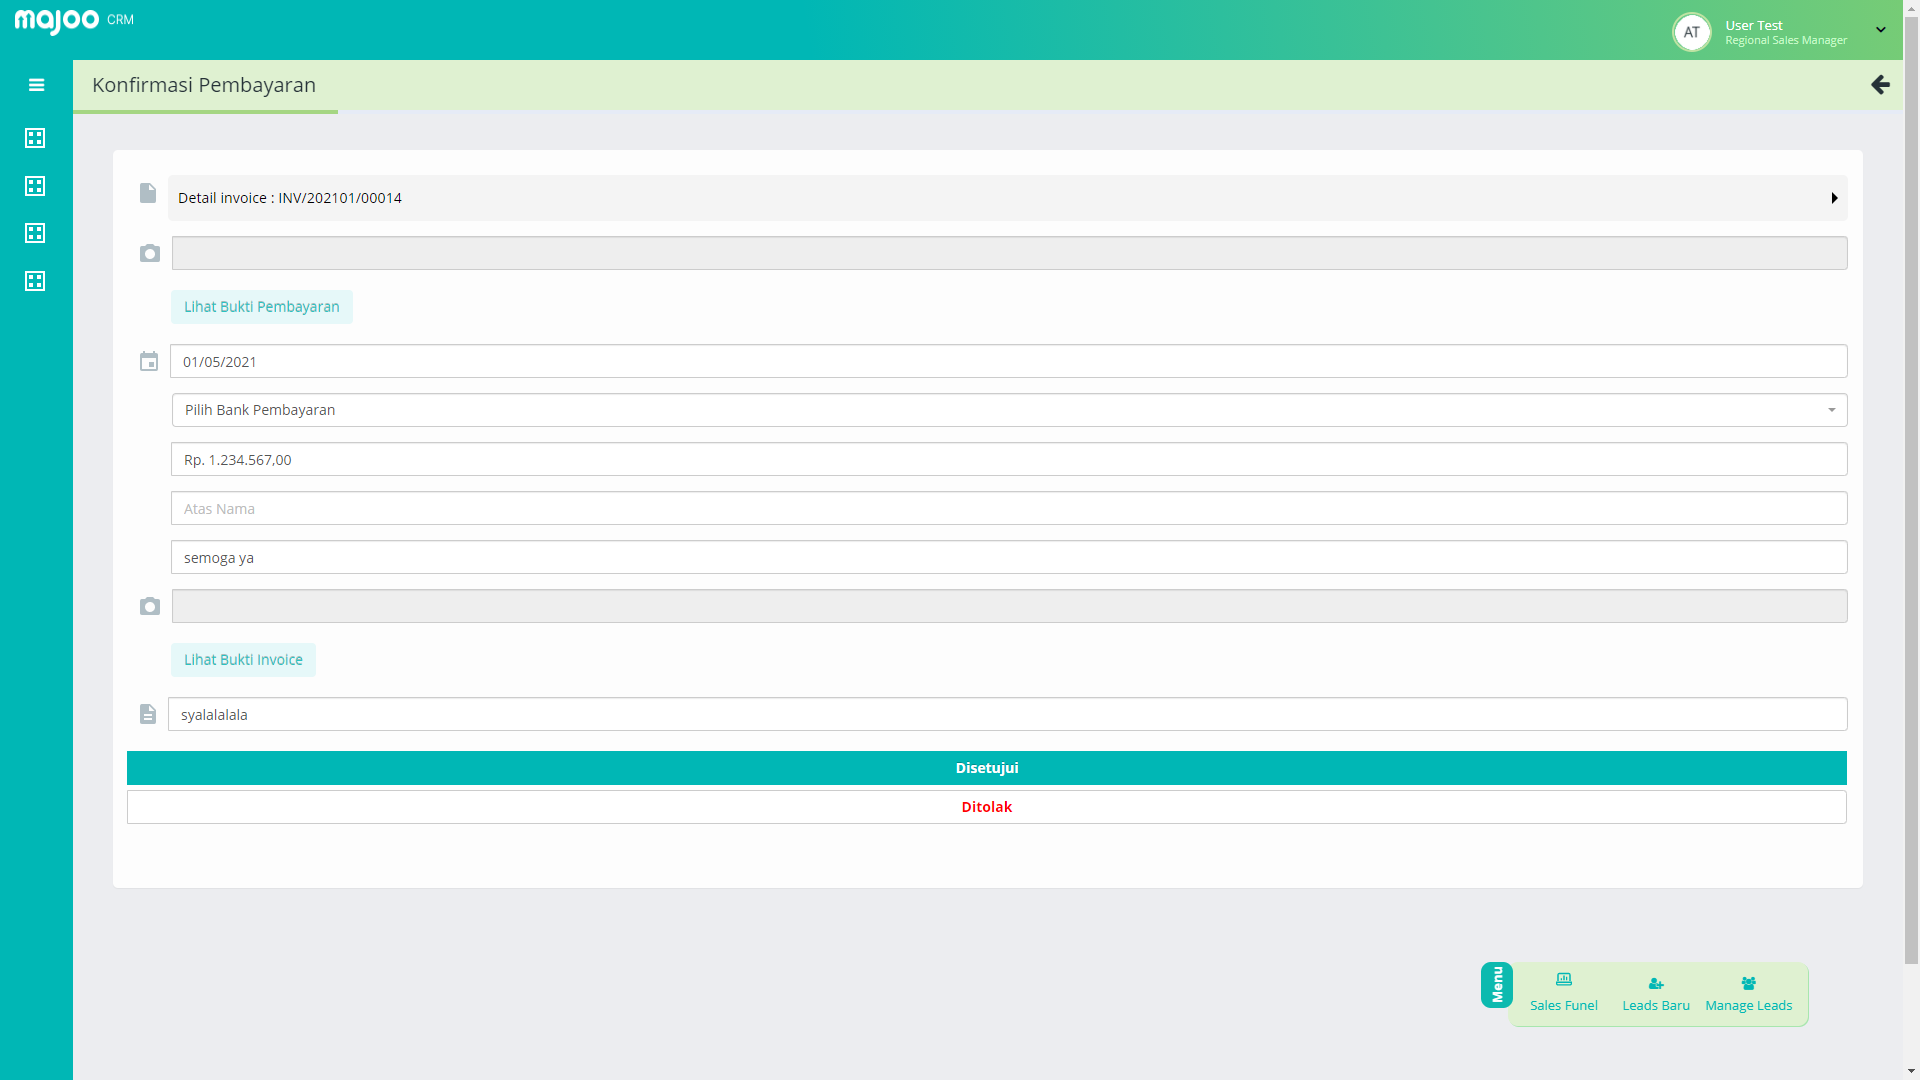 majoo CRM
AT
User Test
Regional Sales Manager
Konfirmasi Pembayaran
Detail invoice : INV/202101/00014
Lihat Bukti Pembayaran
01/05/2021
Pilih Bank Pembayaran
Rp. 1.234.567,00
Atas Nama
semoga ya
Lihat Bukti Invoice
syalalalala
Disetujui
Ditolak
Menu
Sales Funel
Leads Baru
Manage Leads